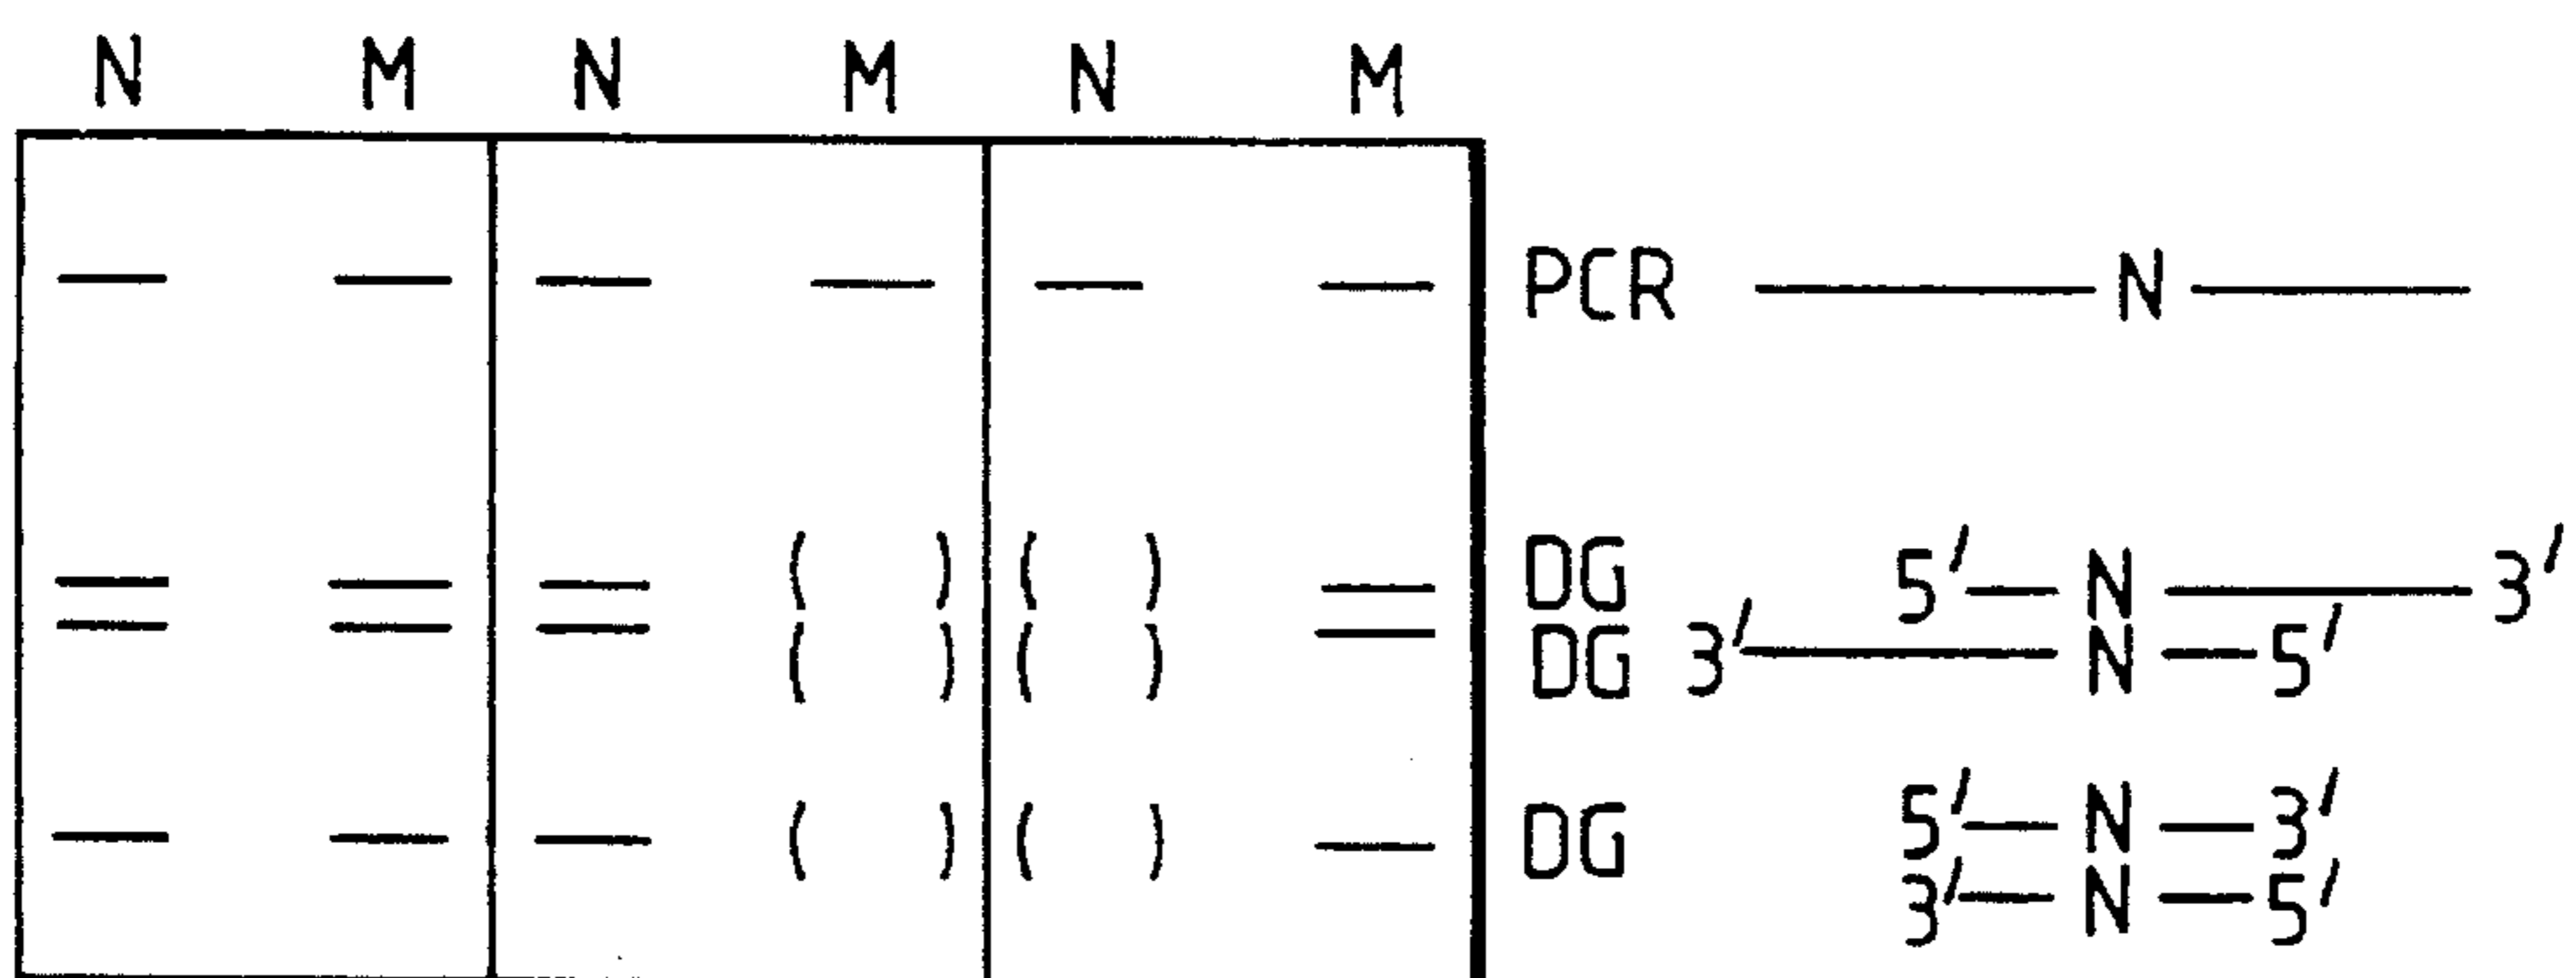 N M N M N M
PCR N
( ) ( ) DG 5' N 3'
( ) ( ) DG 3' N 5'
( ) ( ) DG 5' N 3'
3' N 5'